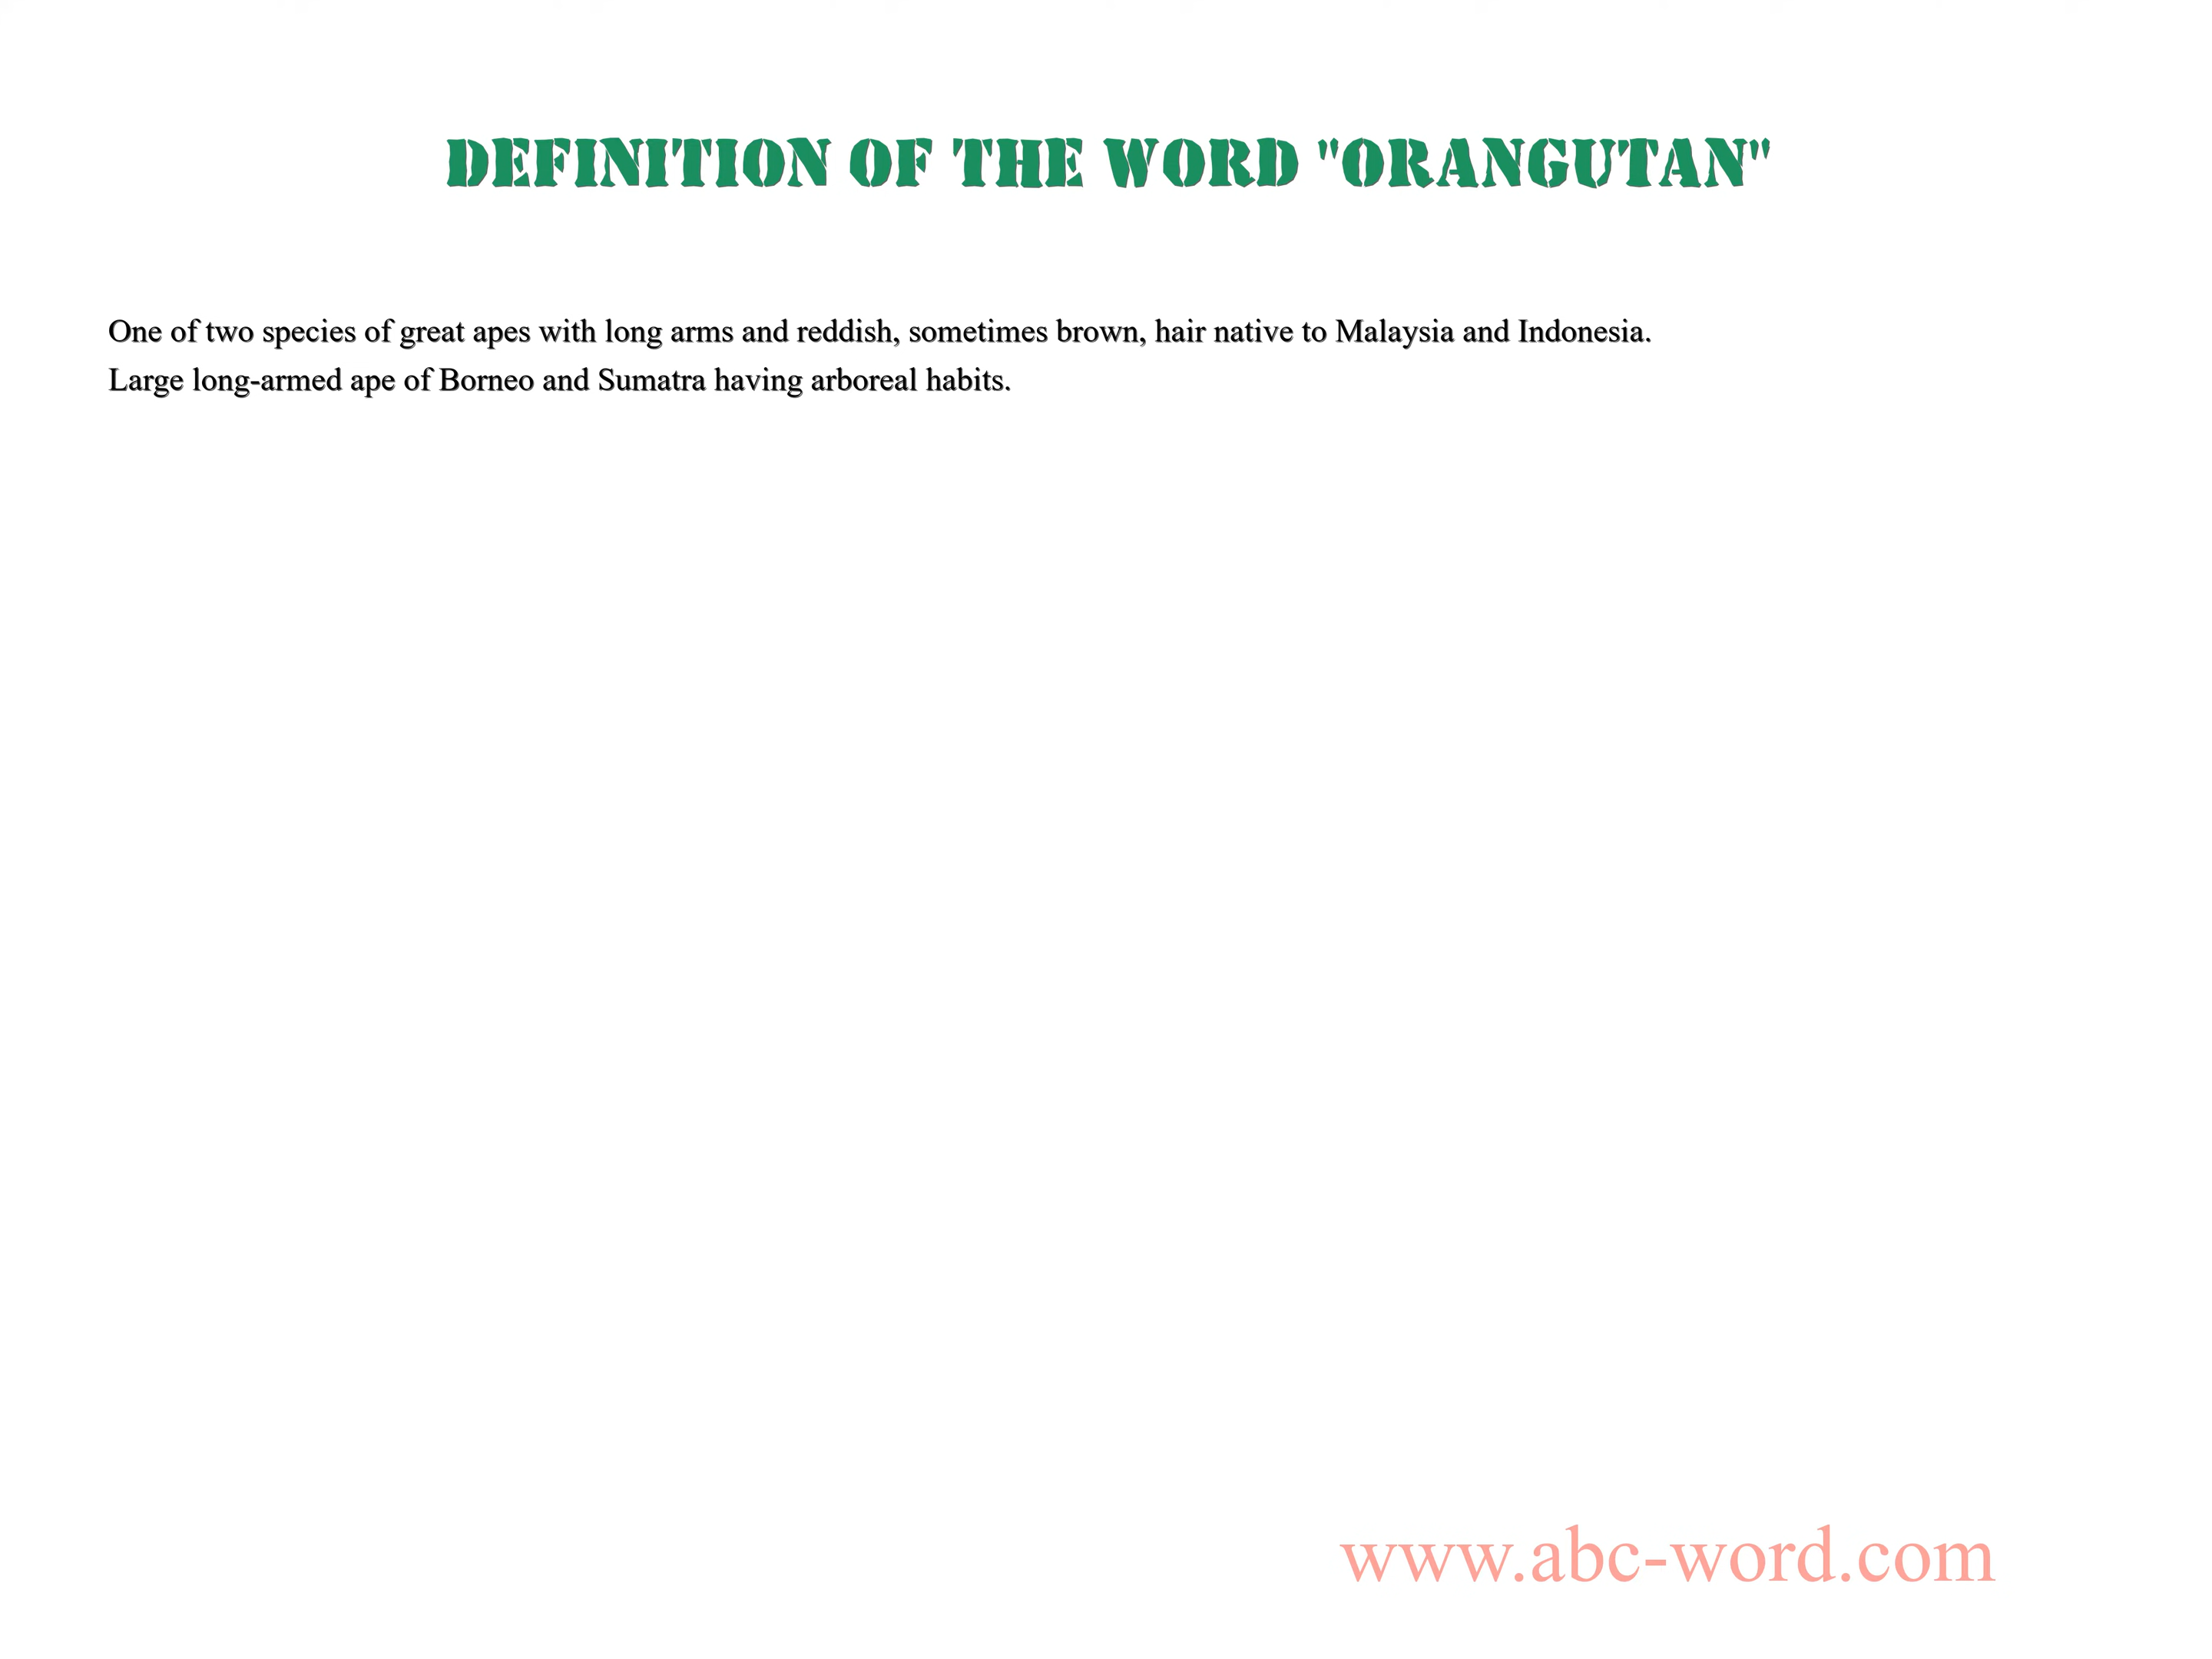 DEFINITION OF THE WORD "ORANGUTAN"
One of two species of great apes with long arms and reddish, sometimes brown, hair native to Malaysia and Indonesia.
Large long-armed ape of Borneo and Sumatra having arboreal habits.
www.abc-word.com